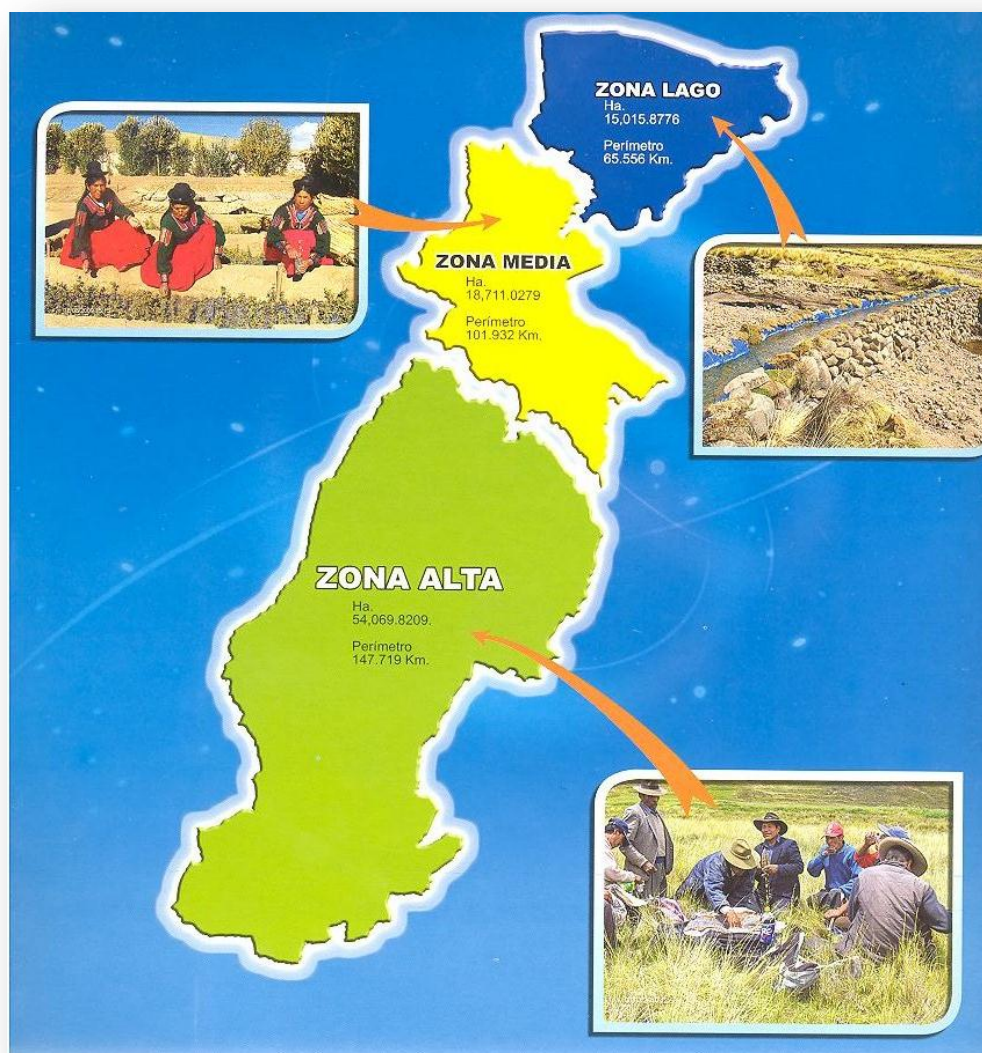 ZONA LAGO
Ha.
15,015.8776
Perímetro
65.556 Km.
ZONA MEDIA
Ha.
18,711.0279
Perímetro
101.932 Km.
ZONA ALTA
Ha.
54,069.8209.
Perímetro
147.719 Km.